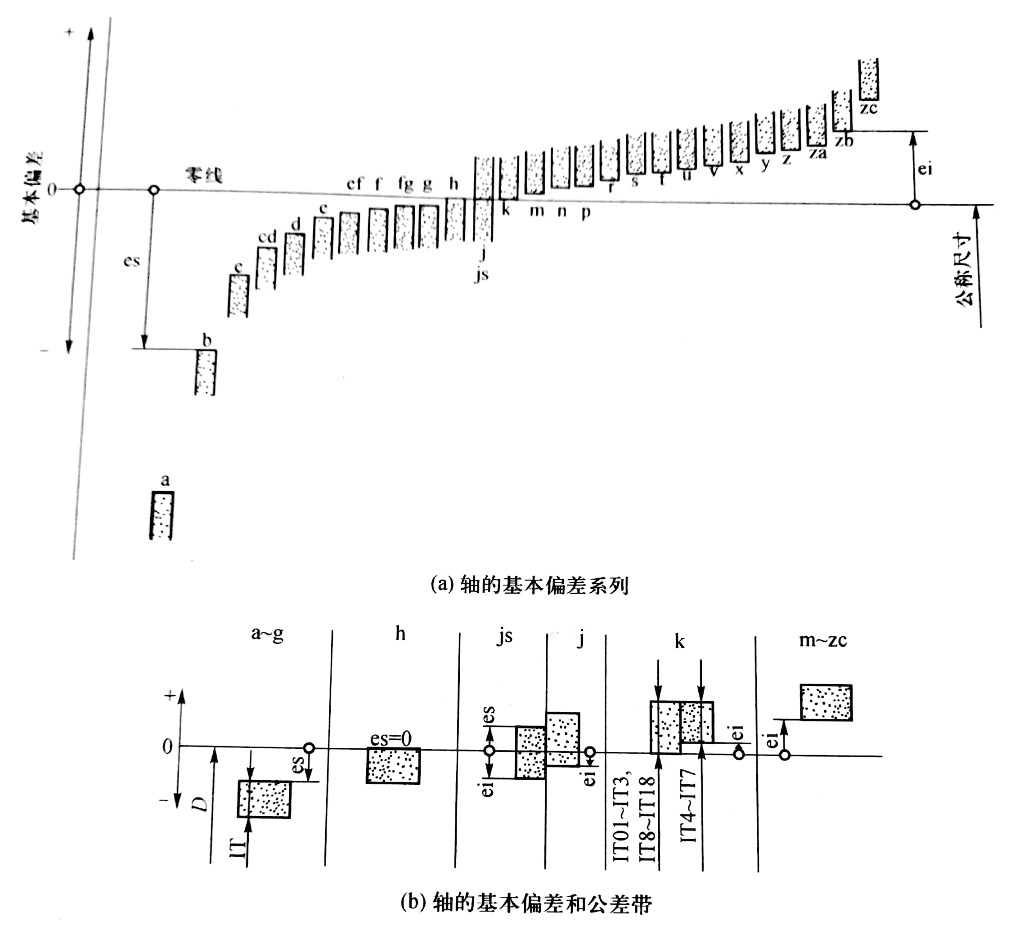 +
基本偏差
0
−
零线
es
a
b
c
cd
d
e
ef
f
fg
g
h
j
js
k
m
n
p
r
s
t
u
v
x
y
z
za
zb
zc
ei
公称尺寸
(a) 轴的基本偏差系列
a~g
h
js
j
k
m~zc
+
0
−
D
IT
es
es=0
es
ei
ei
IT01~IT3,
IT8~IT18
IT4~IT7
ei
ei
(b) 轴的基本偏差和公差带